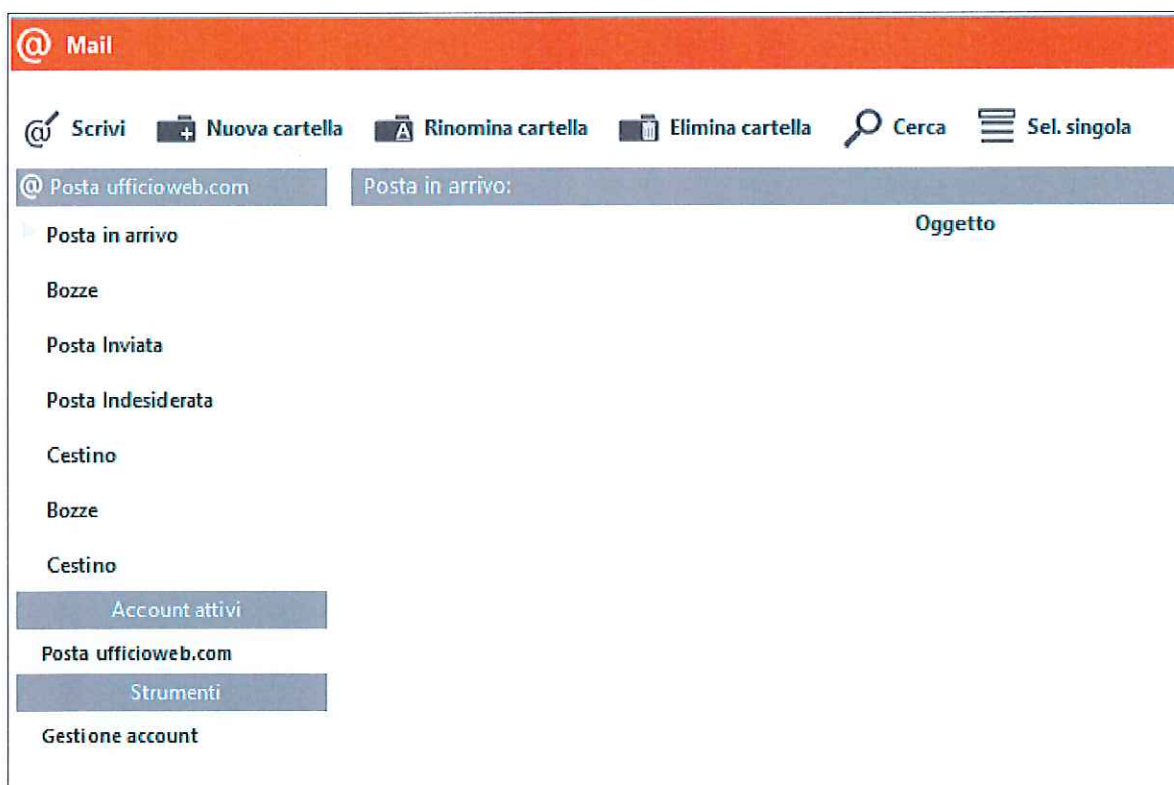 @ Mail
@ Scrivi Nuova cartella A Rinomina cartella Elimina cartella Cerca Sel. singola
@ Posta ufficioweb.com Posta in arrivo:
Oggetto
Posta in arrivo
Bozze
Posta Inviata
Posta Indesiderata
Cestino
Bozze
Cestino
Account attivi
Posta ufficioweb.com
Strumenti
Gestione account